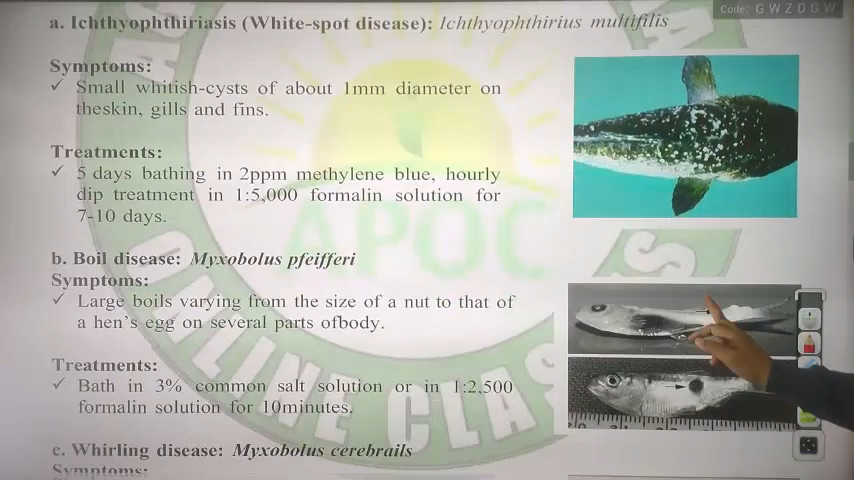 Code: G W Z D G W
a. Ichthyophthiriasis (White-spot disease): Ichthyophthirius multifilis
Symptoms:
✓ Small whitish-cysts of about 1mm diameter on
theskin, gills and fins.
Treatments:
✓ 5 days bathing in 2ppm methylene blue, hourly
dip treatment in 1:5,000 formalin solution for
7-10 days.
APOC
b. Boil disease: Myxobolus pfeifferi
Symptoms:
✓ Large boils varying from the size of a nut to that of
a hen's egg on several parts ofbody.
Treatments:
✓ Bath in 3% common salt solution or in 1:2,500
formalin solution for 10minutes.
ONLINE CLAS
c. Whirling disease: Myxobolus cerebrails
Symptoms: